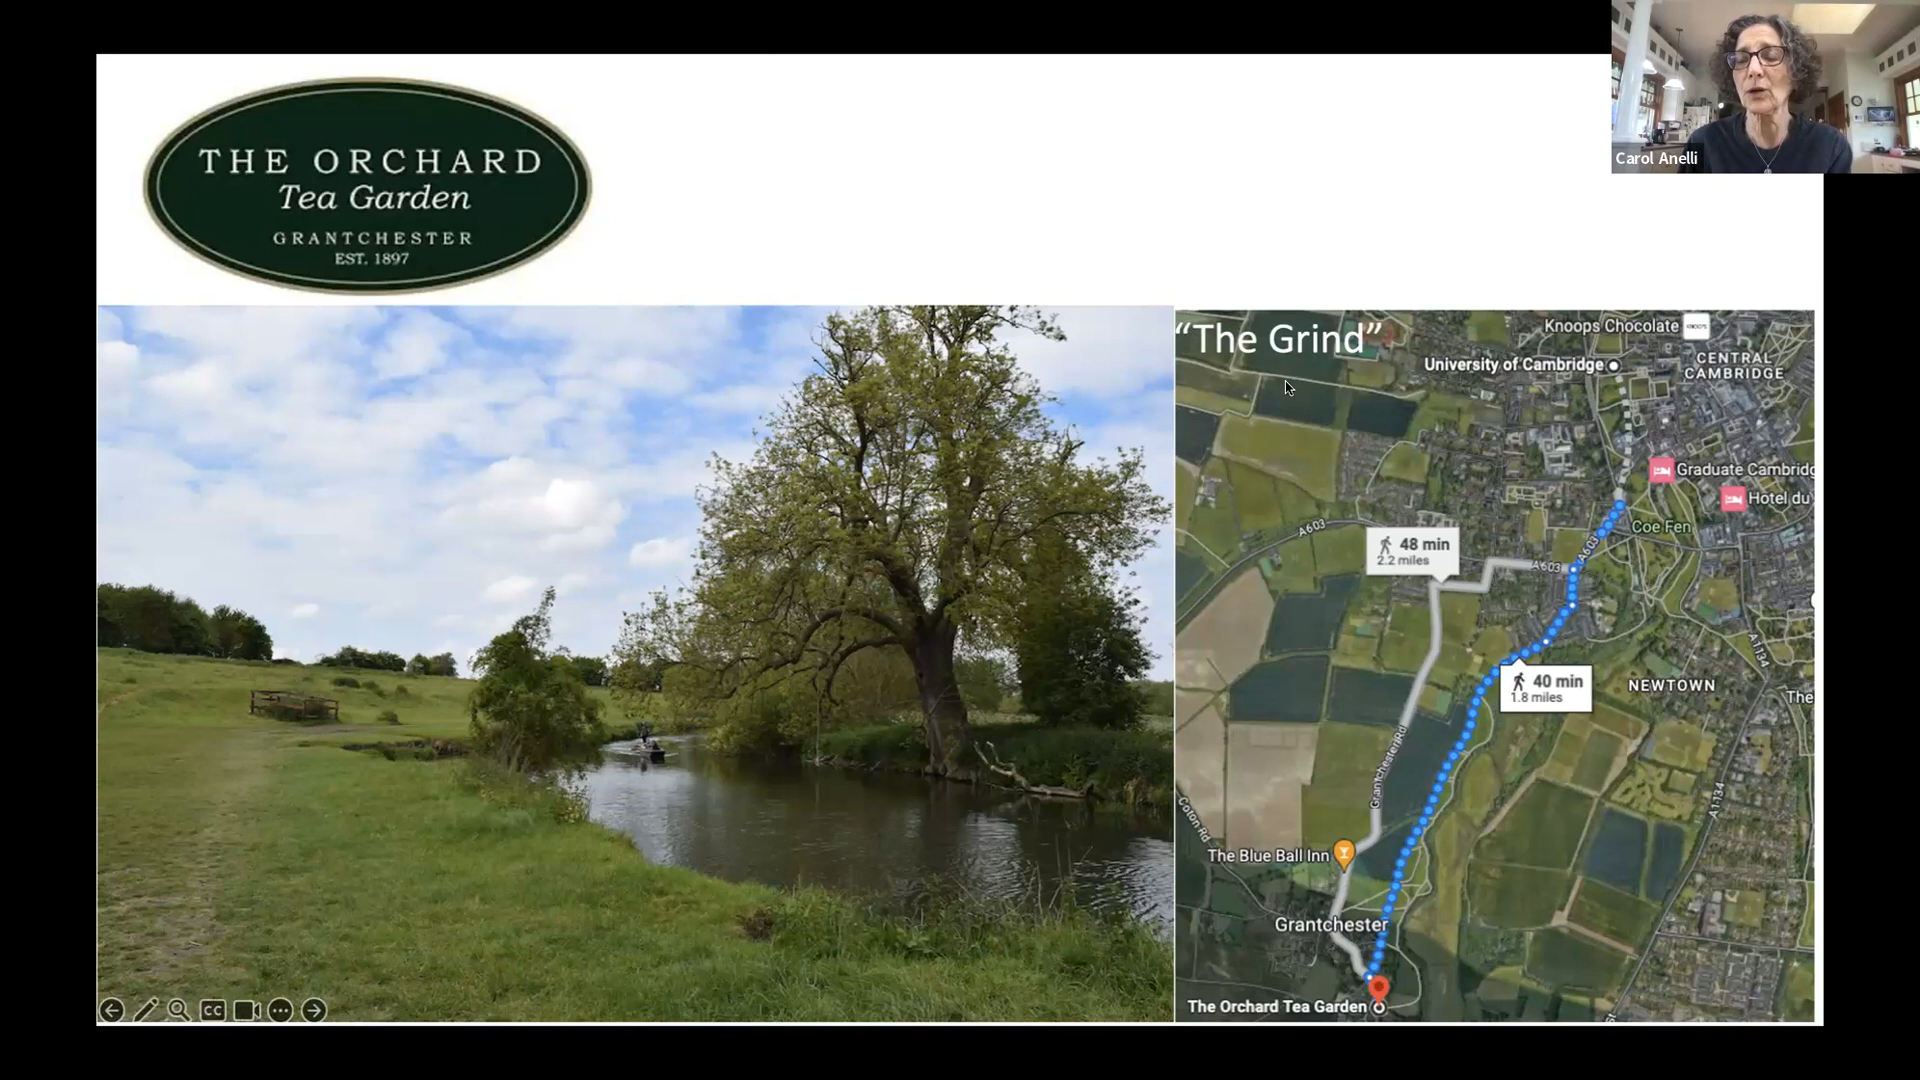 THE ORCHARD
Tea Garden
GRANTCHESTER
EST. 1897
Carol Anelli
“The Grind”
Knoops Chocolate
University of Cambridge
CENTRAL
CAMBRIDGE
Graduate Cambridg
Hotel du
Coe Fen
A603
A603
A603
48 min
2.2 miles
40 min
1.8 miles
NEWTOWN
A1134
The
Grantchester Rd
A1134
Coton Rd
The Blue Ball Inn
Grantchester
The Orchard Tea Garden
St
CC